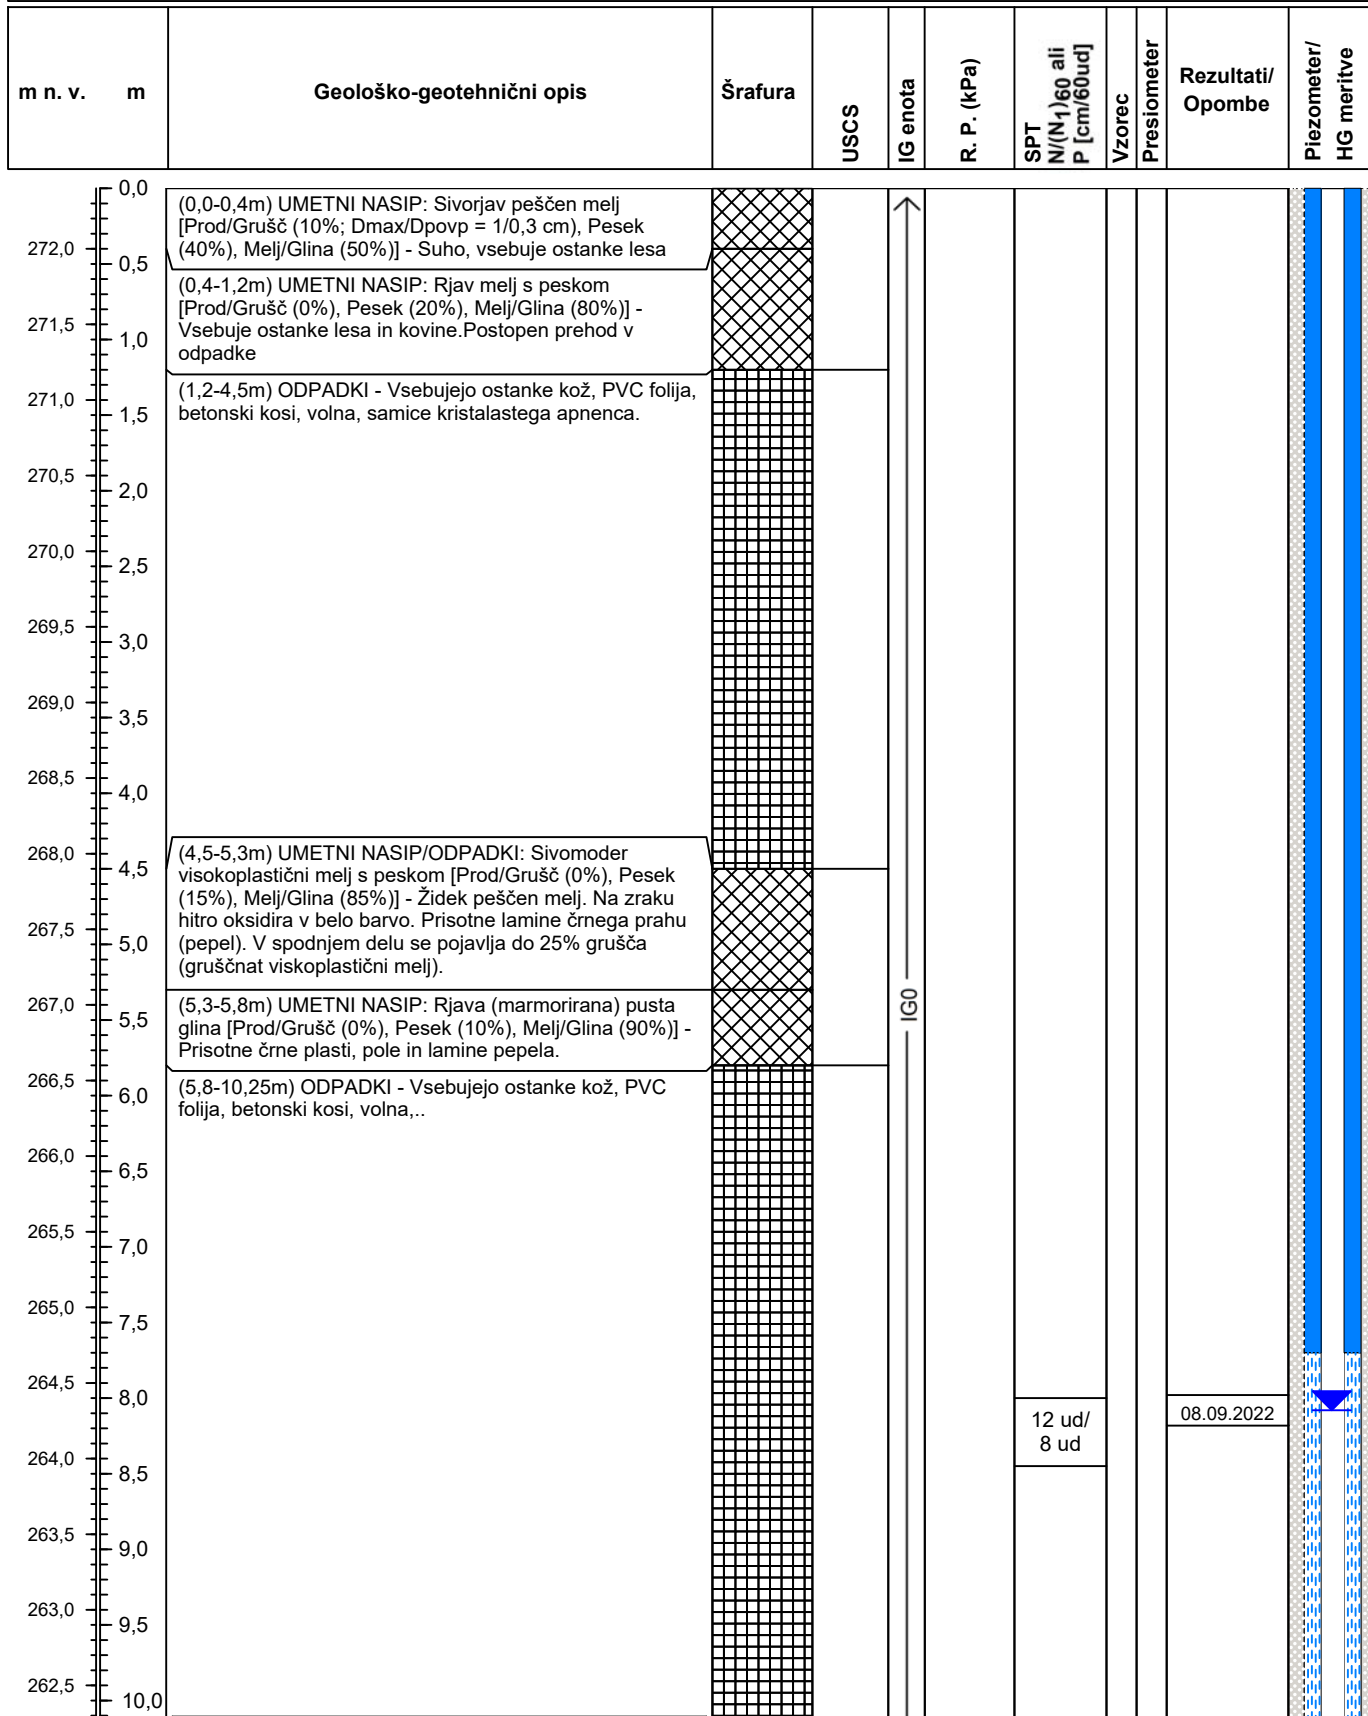 m n. v.
m
Geološko-geotehnični opis
Šrafura
USCS
IG enota
R. P. (kPa)
SPT
N/(N1)60 ali
P [cm/60ud]
Vzorec
Presiometer
Rezultati/
Opombe
Piezometer/
HG meritve
(0,0-0,4m) UMETNI NASIP: Sivorjav peščen melj
[Prod/Grušč (10%; Dmax/Dpovp = 1/0,3 cm), Pesek
(40%), Melj/Glina (50%)] - Suho, vsebuje ostanke lesa
(0,4-1,2m) UMETNI NASIP: Rjav melj s peskom
[Prod/Grušč (0%), Pesek (20%), Melj/Glina (80%)] -
Vsebuje ostanke lesa in kovine.Postopen prehod v
odpadke
(1,2-4,5m) ODPADKI - Vsebujejo ostanke kož, PVC folija,
betonski kosi, volna, samice kristalastega apnenca.
(4,5-5,3m) UMETNI NASIP/ODPADKI: Sivomoder
visokoplastični melj s peskom [Prod/Grušč (0%), Pesek
(15%), Melj/Glina (85%)] - Židek peščen melj. Na zraku
hitro oksidira v belo barvo. Prisotne lamine črnega prahu
(pepel). V spodnjem delu se pojavlja do 25% grušča
(gruščnat viskoplastični melj).
(5,3-5,8m) UMETNI NASIP: Rjava (marmorirana) pusta
glina [Prod/Grušč (0%), Pesek (10%), Melj/Glina (90%)] -
Prisotne črne plasti, pole in lamine pepela.
(5,8-10,25m) ODPADKI - Vsebujejo ostanke kož, PVC
folija, betonski kosi, volna,..
0,0
272,0
0,5
271,5
1,0
271,0
1,5
270,5
2,0
270,0
2,5
269,5
3,0
269,0
3,5
268,5
4,0
268,0
4,5
267,5
5,0
267,0
5,5
266,5
6,0
266,0
6,5
265,5
7,0
265,0
7,5
264,5
8,0
264,0
8,5
263,5
9,0
263,0
9,5
262,5
10,0
IG0
12 ud/
8 ud
08.09.2022